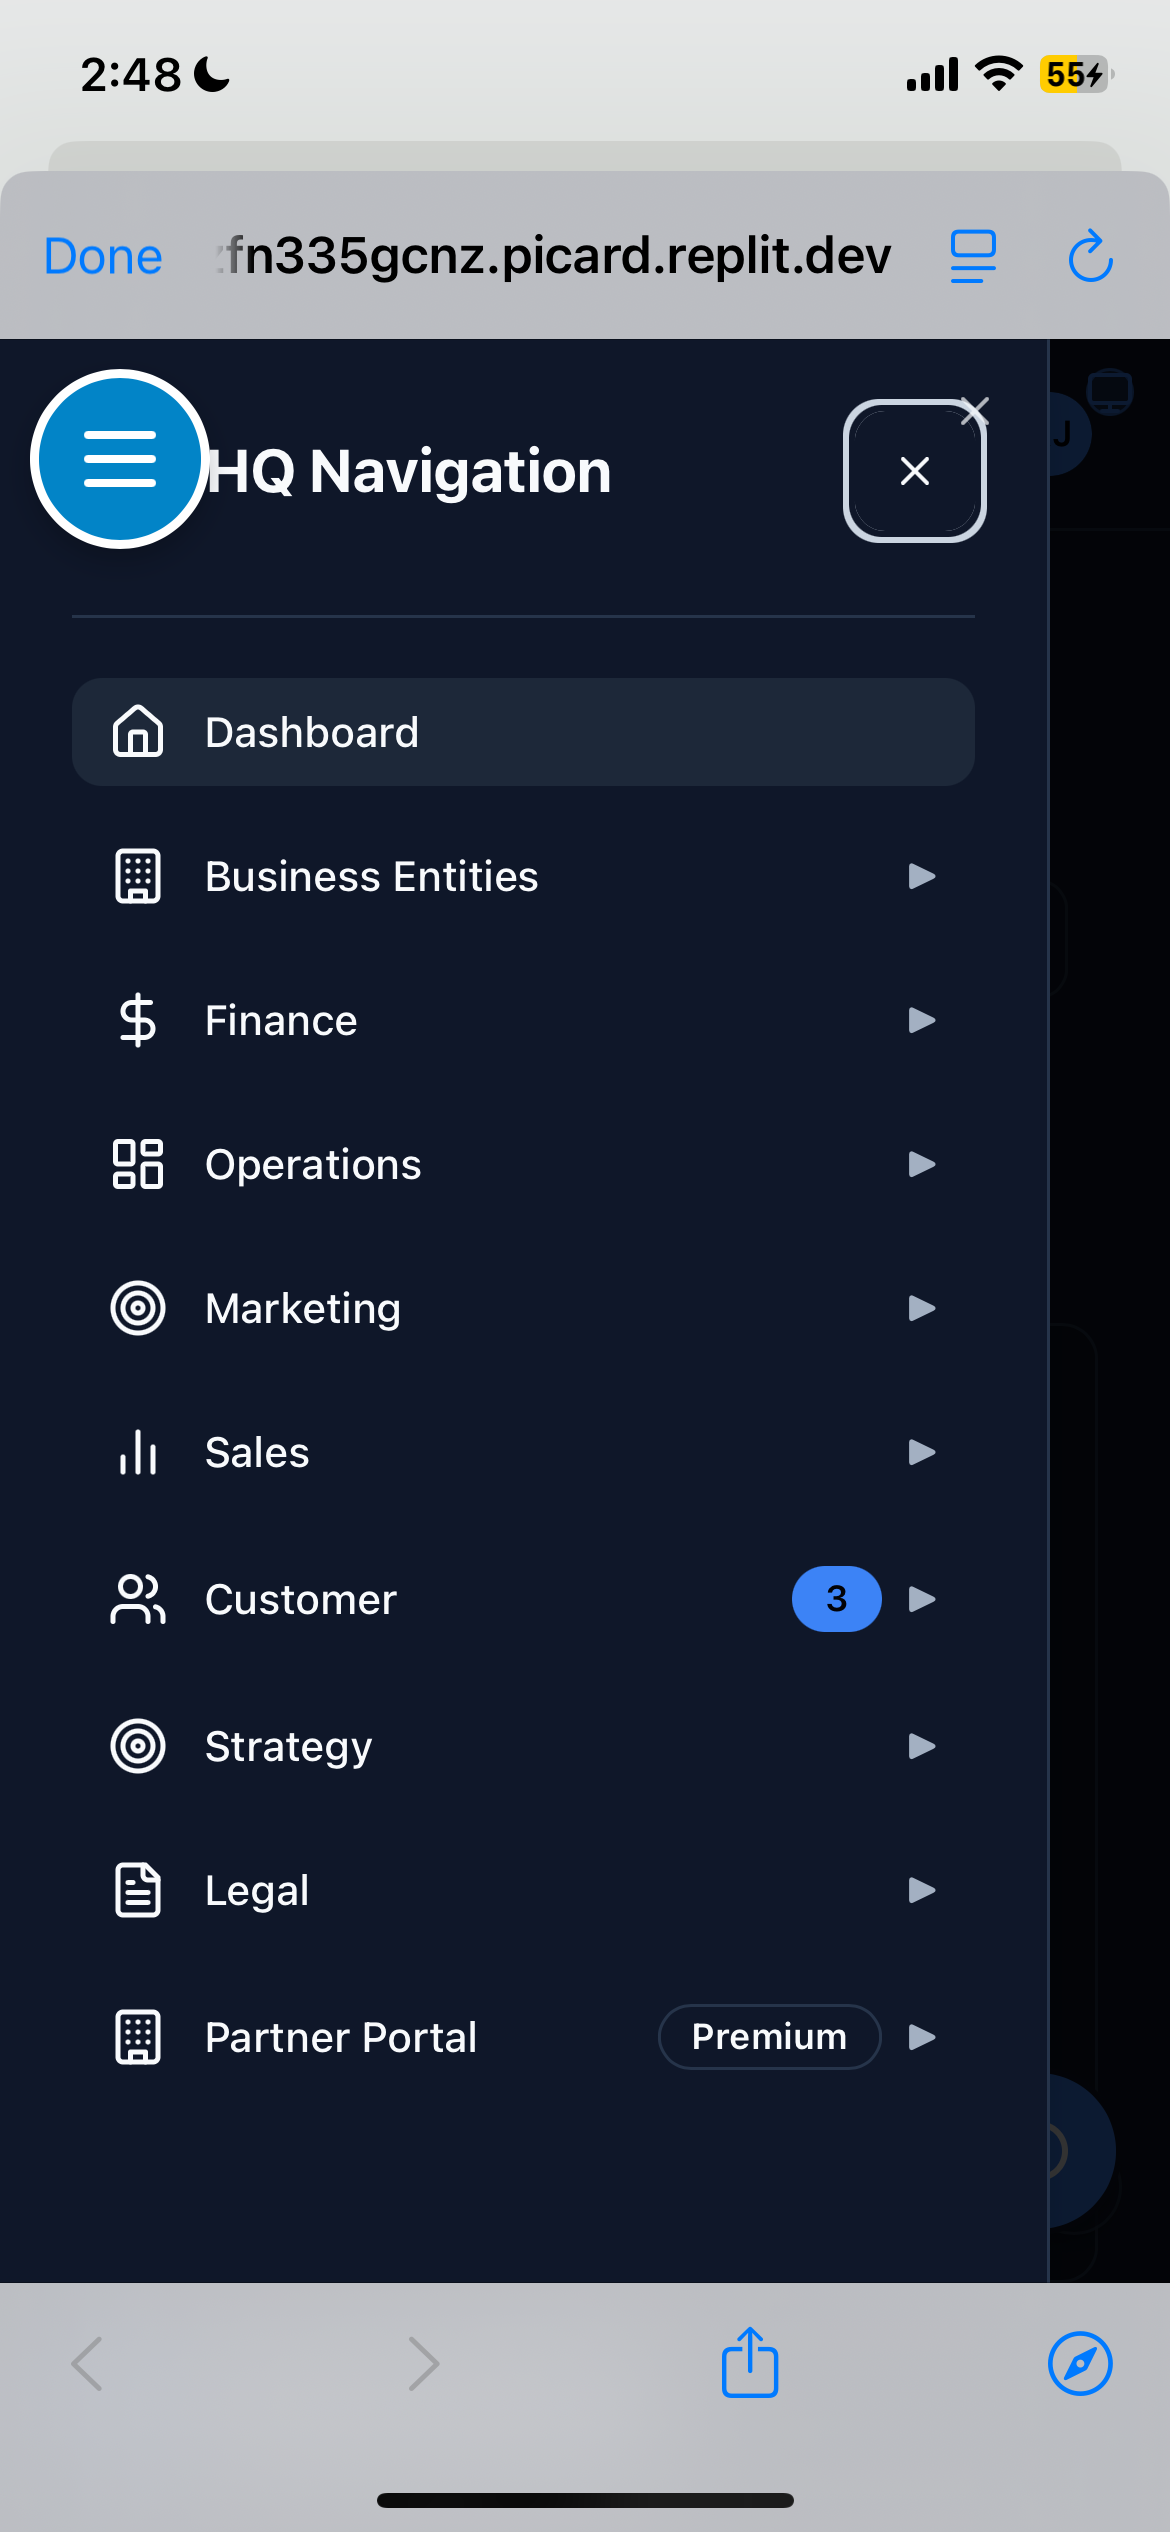 2:48
55
Done
fn335gcnz.picard.replit.dev
HQ Navigation
J
Dashboard
Business Entities
Finance
Operations
Marketing
Sales
Customer
3
Strategy
Legal
Partner Portal
Premium